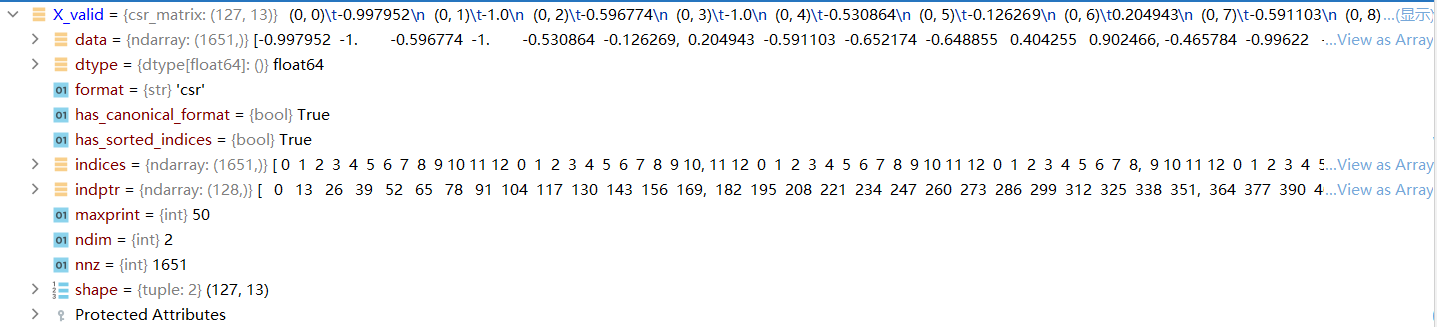 X_valid = {csr_matrix: (127, 13)} (0, 0)\t-0.997952\n (0, 1)\t-1.0\n (0, 2)\t-0.596774\n (0, 3)\t-1.0\n (0, 4)\t-0.530864\n (0, 5)\t-0.126269\n (0, 6)\t0.204943\n (0, 7)\t-0.591103\n (0, 8)...(显示)
data = {ndarray: (1651,)} [-0.997952 -1. -0.596774 -1. -0.530864 -0.126269, 0.204943 -0.591103 -0.652174 -0.648855 0.404255 0.902466, -0.465784 -0.99622 ...View as Array
dtype = {dtype[float64]: ()} float64
01 format = {str} 'csr'
01 has_canonical_format = {bool} True
01 has_sorted_indices = {bool} True
indices = {ndarray: (1651,)} [ 0 1 2 3 4 5 6 7 8 9 10 11 12 0 1 2 3 4 5 6 7 8 9 10, 11 12 0 1 2 3 4 5 6 7 8 9 10 11 12 0 1 2 3 4 5 6 7 8, 9 10 11 12 0 1 2 3 4 5...View as Array
indptr = {ndarray: (128,)} [ 0 13 26 39 52 65 78 91 104 117 130 143 156 169, 182 195 208 221 234 247 260 273 286 299 312 325 338 351, 364 377 390 4...View as Array
01 maxprint = {int} 50
01 ndim = {int} 2
01 nnz = {int} 1651
shape = {tuple: 2} (127, 13)
Protected Attributes